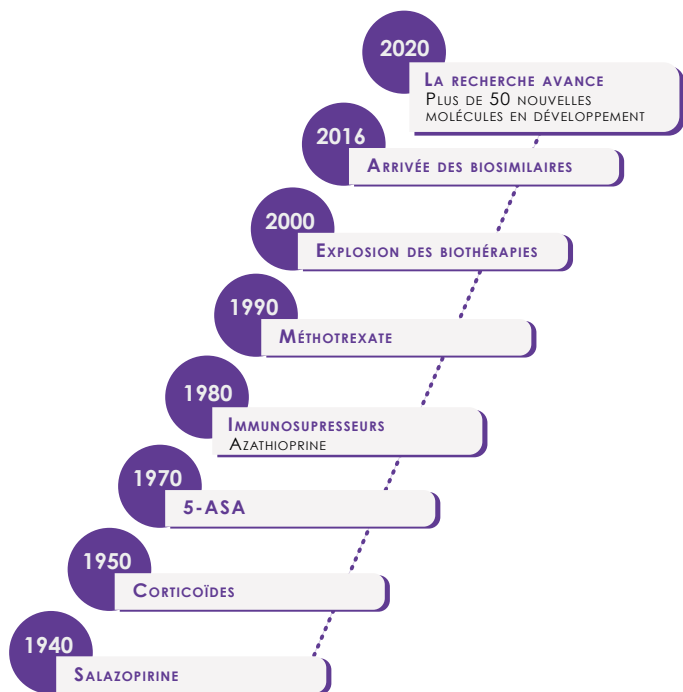 2020
La recherche avance
Plus de 50 nouvelles
molécules en développement
2016
Arrivée des biosimilaires
2000
Explosion des biothérapies
1990
Méthotrexate
1980
Immunosupresseurs
Azathioprine
1970
5-ASA
1950
Corticoïdes
1940
Salazopirine